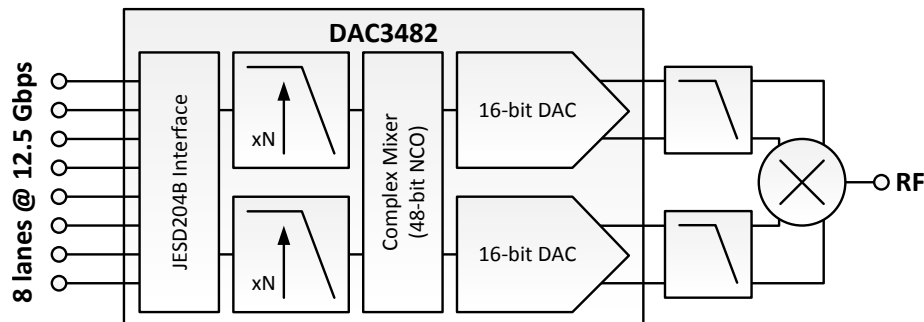 DAC3482
8 lanes @ 12.5 Gbps
JESD204B Interface
xN
xN
Complex Mixer
(48-bit NCO)
16-bit DAC
16-bit DAC
RF